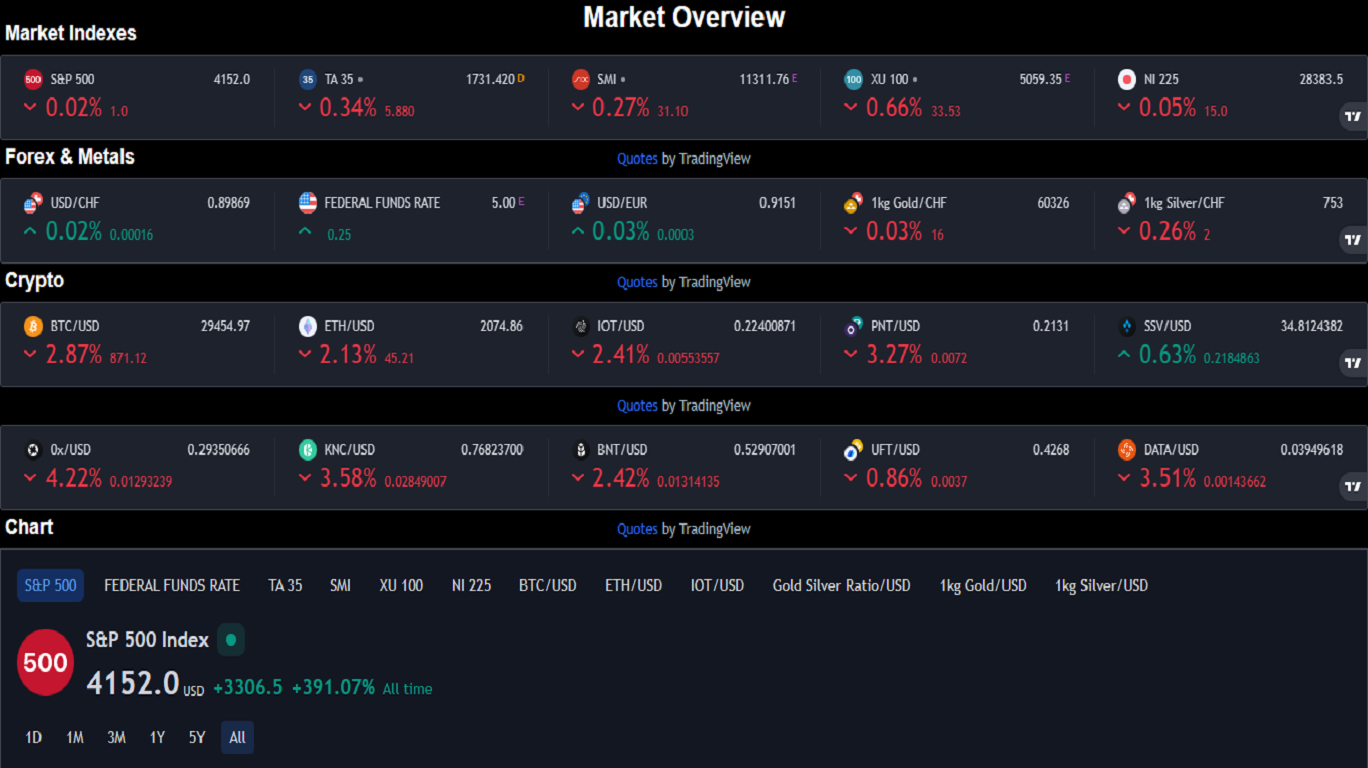 Market Overview
Market Indexes
500 S&P 500 4152.0 35 TA 35 1731.420 D SMI 11311.76 E 100 XU 100 5059.35 E NI 225 28383.5
0.02% 1.0 0.34% 5.880 0.27% 31.10 0.66% 33.53 0.05% 15.0
Forex & Metals
Quotes by TradingView
USD/CHF 0.89869 FEDERAL FUNDS RATE 5.00 E USD/EUR 0.9151 1kg Gold/CHF 60326 1kg Silver/CHF 753
0.02% 0.00016 0.25 0.03% 0.0003 0.03% 16 0.26% 2
Crypto
Quotes by TradingView
BTC/USD 29454.97 ETH/USD 2074.86 IOT/USD 0.22400871 PNT/USD 0.2131 SSV/USD 34.8124382
2.87% 871.12 2.13% 45.21 2.41% 0.00553557 3.27% 0.0072 0.63% 0.2184863
Quotes by TradingView
0x/USD 0.29350666 KNC/USD 0.76823700 BNT/USD 0.52907001 UFT/USD 0.4268 DATA/USD 0.03949618
4.22% 0.01293239 3.58% 0.02849007 2.42% 0.01314135 0.86% 0.0037 3.51% 0.00143662
Chart
Quotes by TradingView
S&P 500 FEDERAL FUNDS RATE TA 35 SMI XU 100 NI 225 BTC/USD ETH/USD IOT/USD Gold Silver Ratio/USD 1kg Gold/USD 1kg Silver/USD
S&P 500 Index
500
4152.0 USD +3306.5 +391.07% All time
1D 1M 3M 1Y 5Y All